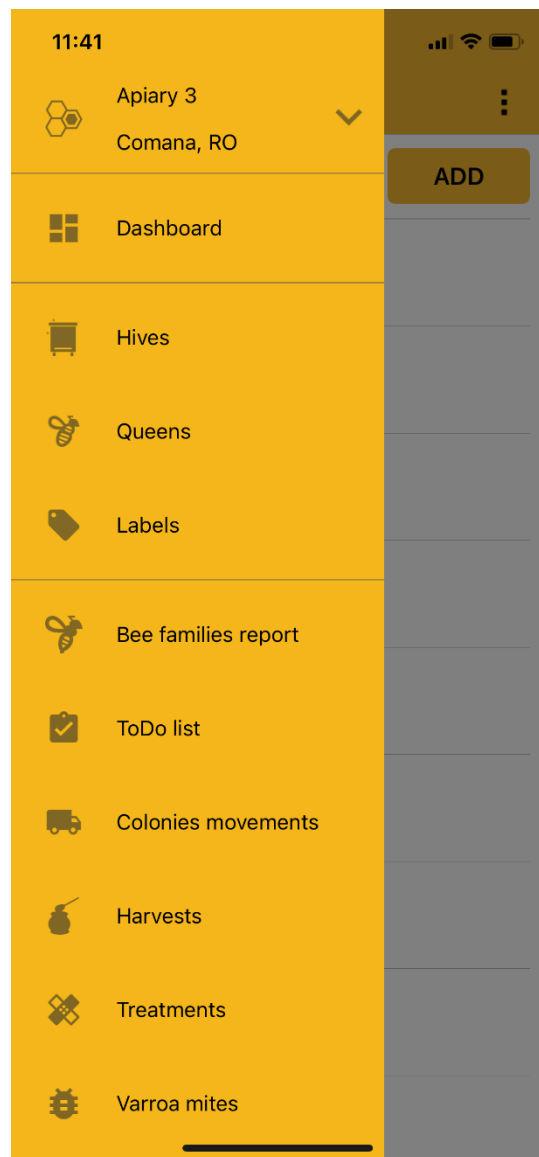 11:41
Apiary 3
Comana, RO
ADD
Dashboard
Hives
Queens
Labels
Bee families report
ToDo list
Colonies movements
Harvests
Treatments
Varroa mites